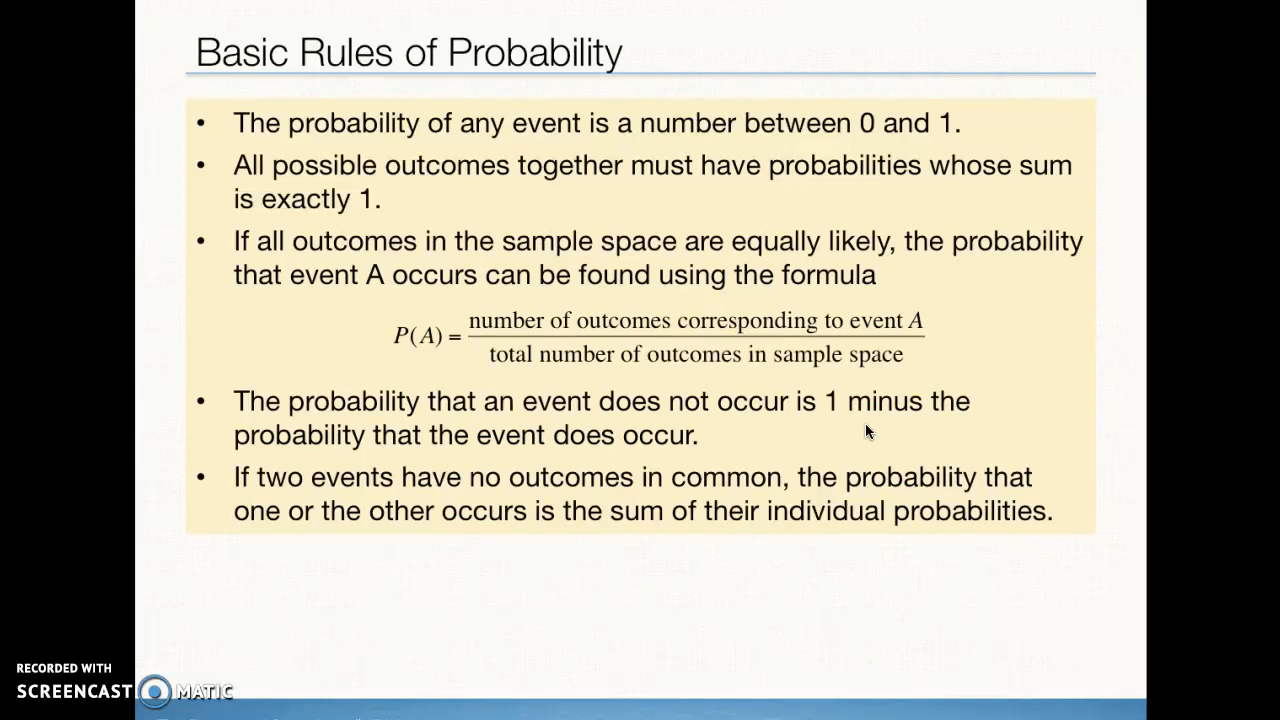 Basic Rules of Probability
• The probability of any event is a number between 0 and 1.
• All possible outcomes together must have probabilities whose sum
is exactly 1.
• If all outcomes in the sample space are equally likely, the probability
that event A occurs can be found using the formula
P(A) = number of outcomes corresponding to event A
total number of outcomes in sample space
• The probability that an event does not occur is 1 minus the
probability that the event does occur.
• If two events have no outcomes in common, the probability that
one or the other occurs is the sum of their individual probabilities.
RECORDED WITH
SCREENCAST MATIC